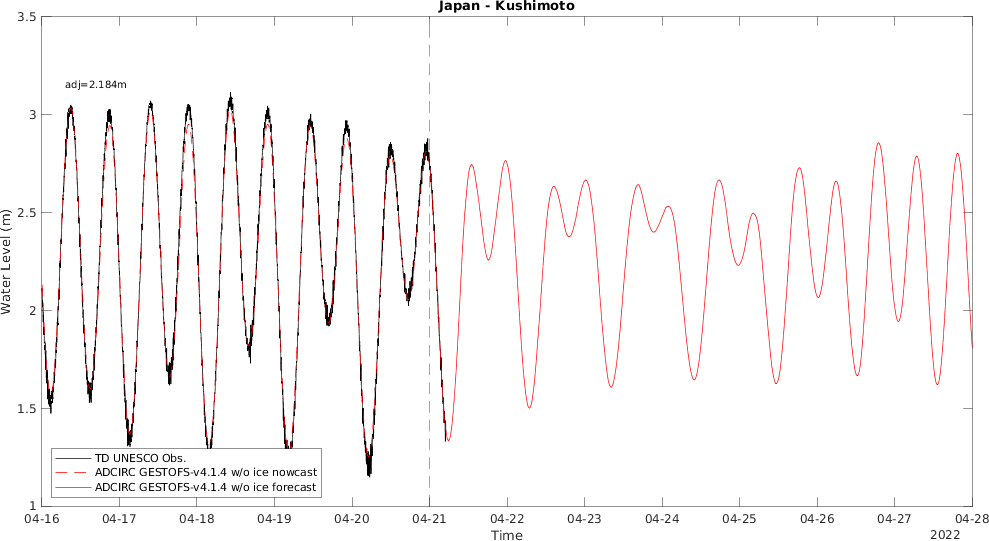 Japan - Kushimoto
3.5
adj=2.184m
3
2.5
Water Level (m)
2
1.5
TD UNESCO Obs.
ADCIRC GESTOFS-v4.1.4 w/o ice nowcast
ADCIRC GESTOFS-v4.1.4 w/o ice forecast
1
04-16 04-17 04-18 04-19 04-20 04-21 04-22 04-23 04-24 04-25 04-26 04-27 04-28
Time 2022